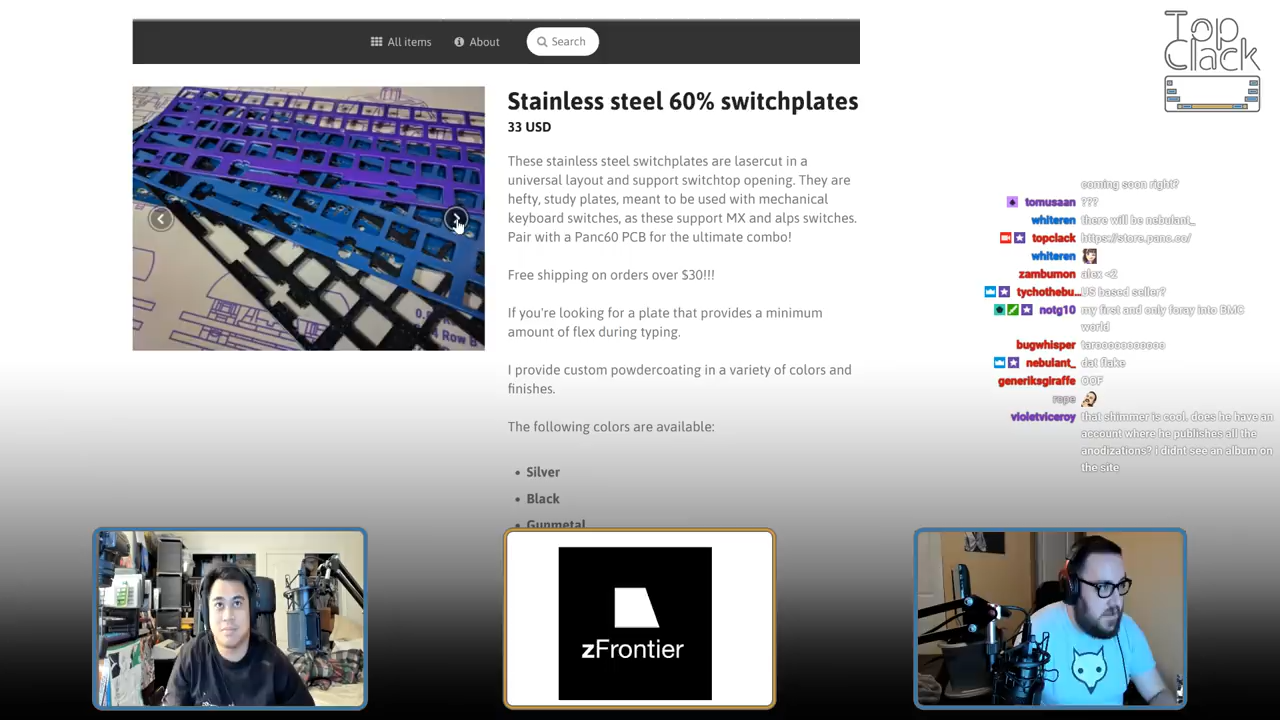 All items
About
Search
Top
Clack
Stainless steel 60% switchplates
33 USD
These stainless steel switchplates are lasercut in a
universal layout and support switchtop opening. They are
hefty, study plates, meant to be used with mechanical
keyboard switches, as these support MX and alps switches.
Pair with a Panc60 PCB for the ultimate combo!
Free shipping on orders over $30!!!
If you're looking for a plate that provides a minimum
amount of flex during typing.
I provide custom powdercoating in a variety of colors and
finishes.
The following colors are available:
• Silver
• Black
• Gunmetal
coming soon right?
tomusaan ???
whiteren there will be nebulant_
topclack https://store.panc.co/
whiteren
zambumon alex <2
tychothebu... US based seller?
notg10 my first and only foray into BMC
world
bugwhisper tarooooooooooo
nebulant_ dat flake
generiksgiraffe OOF
rope
violetviceroy that shimmer is cool. does he have an
account where he publishes all the
anodizations? i didnt see an album on
the site
zFrontier